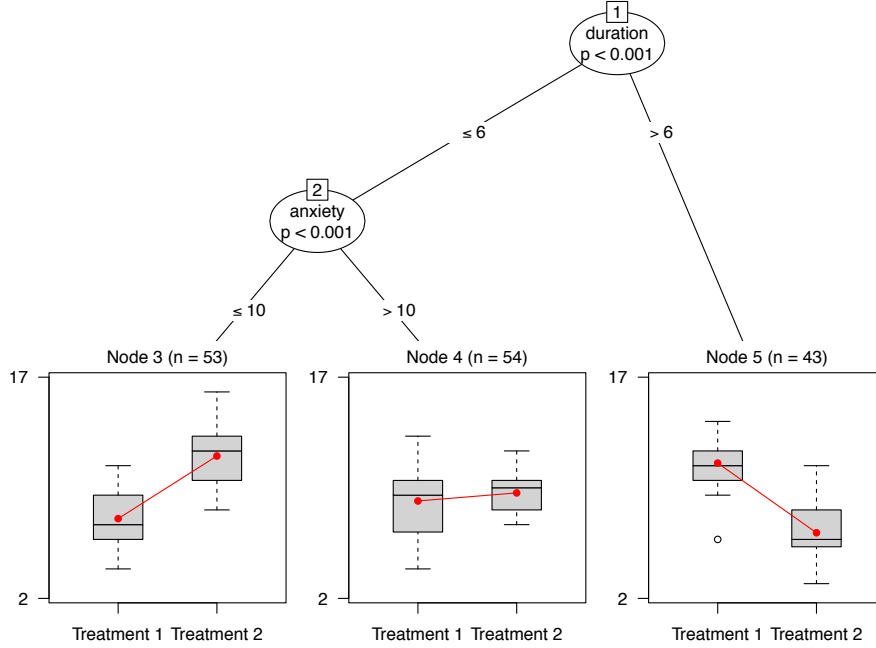 1
duration
p < 0.001
≤ 6
> 6
2
anxiety
p < 0.001
≤ 10
> 10
Node 3 (n = 53)
Node 4 (n = 54)
Node 5 (n = 43)
17
17
17
2
2
2
Treatment 1 Treatment 2
Treatment 1 Treatment 2
Treatment 1 Treatment 2